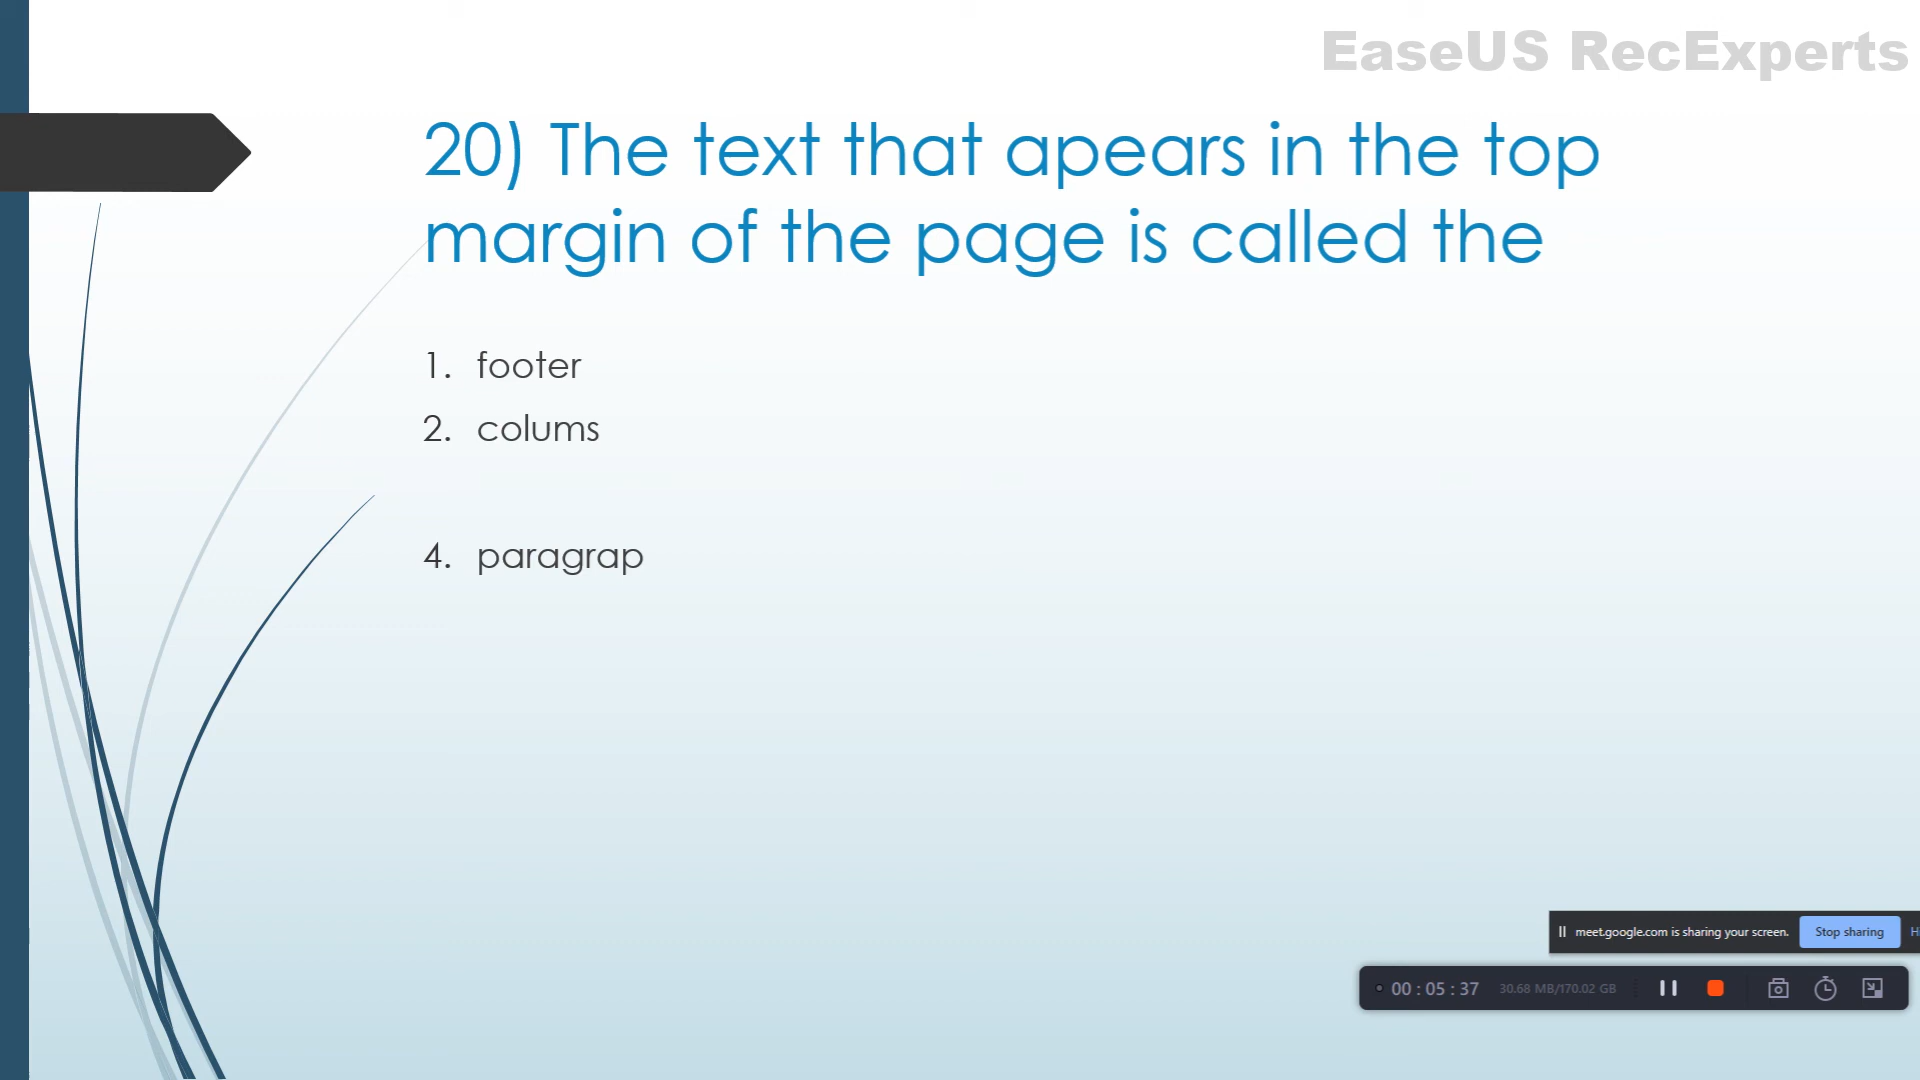 EaseUS RecExperts
20) The text that apears in the top
margin of the page is called the
1. footer
2. colums
4. paragrap
meet.google.com is sharing your screen. Stop sharing
00 : 05 : 37 30.68 MB/170.02 GB